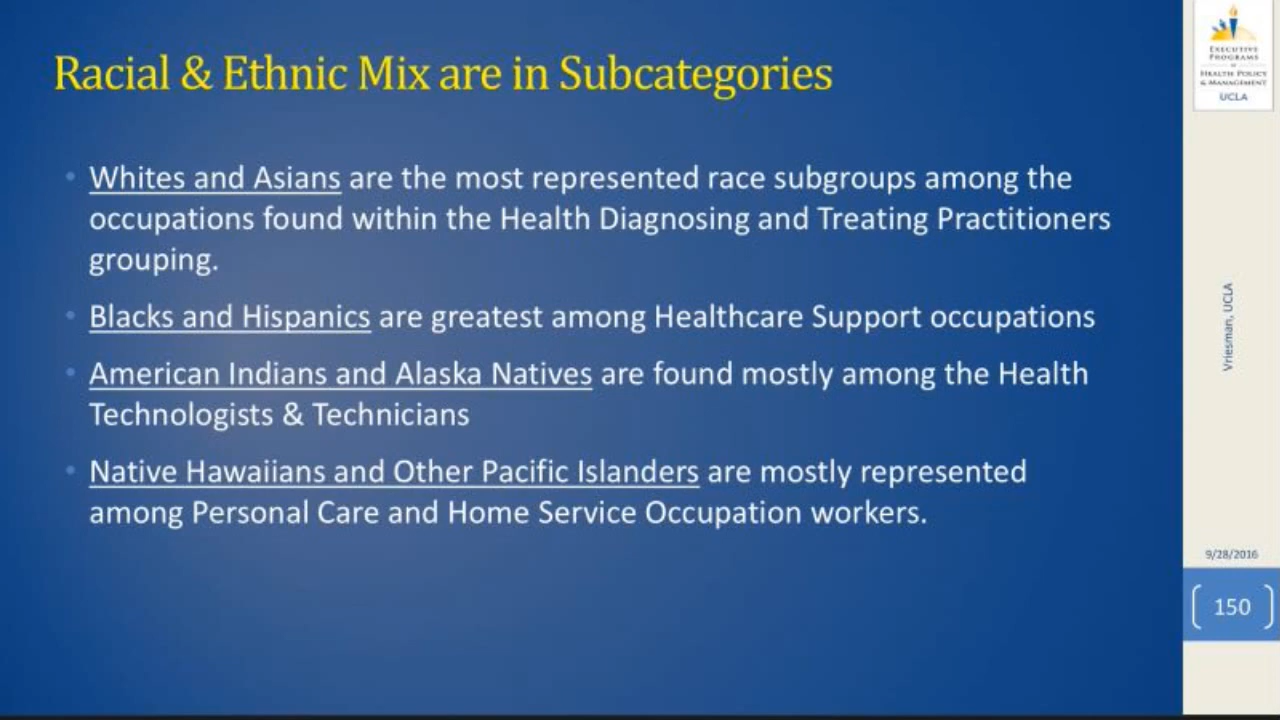 Racial & Ethnic Mix are in Subcategories
• Whites and Asians are the most represented race subgroups among the
occupations found within the Health Diagnosing and Treating Practitioners
grouping.
• Blacks and Hispanics are greatest among Healthcare Support occupations
• American Indians and Alaska Natives are found mostly among the Health
Technologists & Technicians
• Native Hawaiians and Other Pacific Islanders are mostly represented
among Personal Care and Home Service Occupation workers.
EXECUTIVE
PROGRAMS
IN
HEALTH POLICY
& MANAGEMENT
UCLA
Vriesman, UCLA
9/28/2016
150